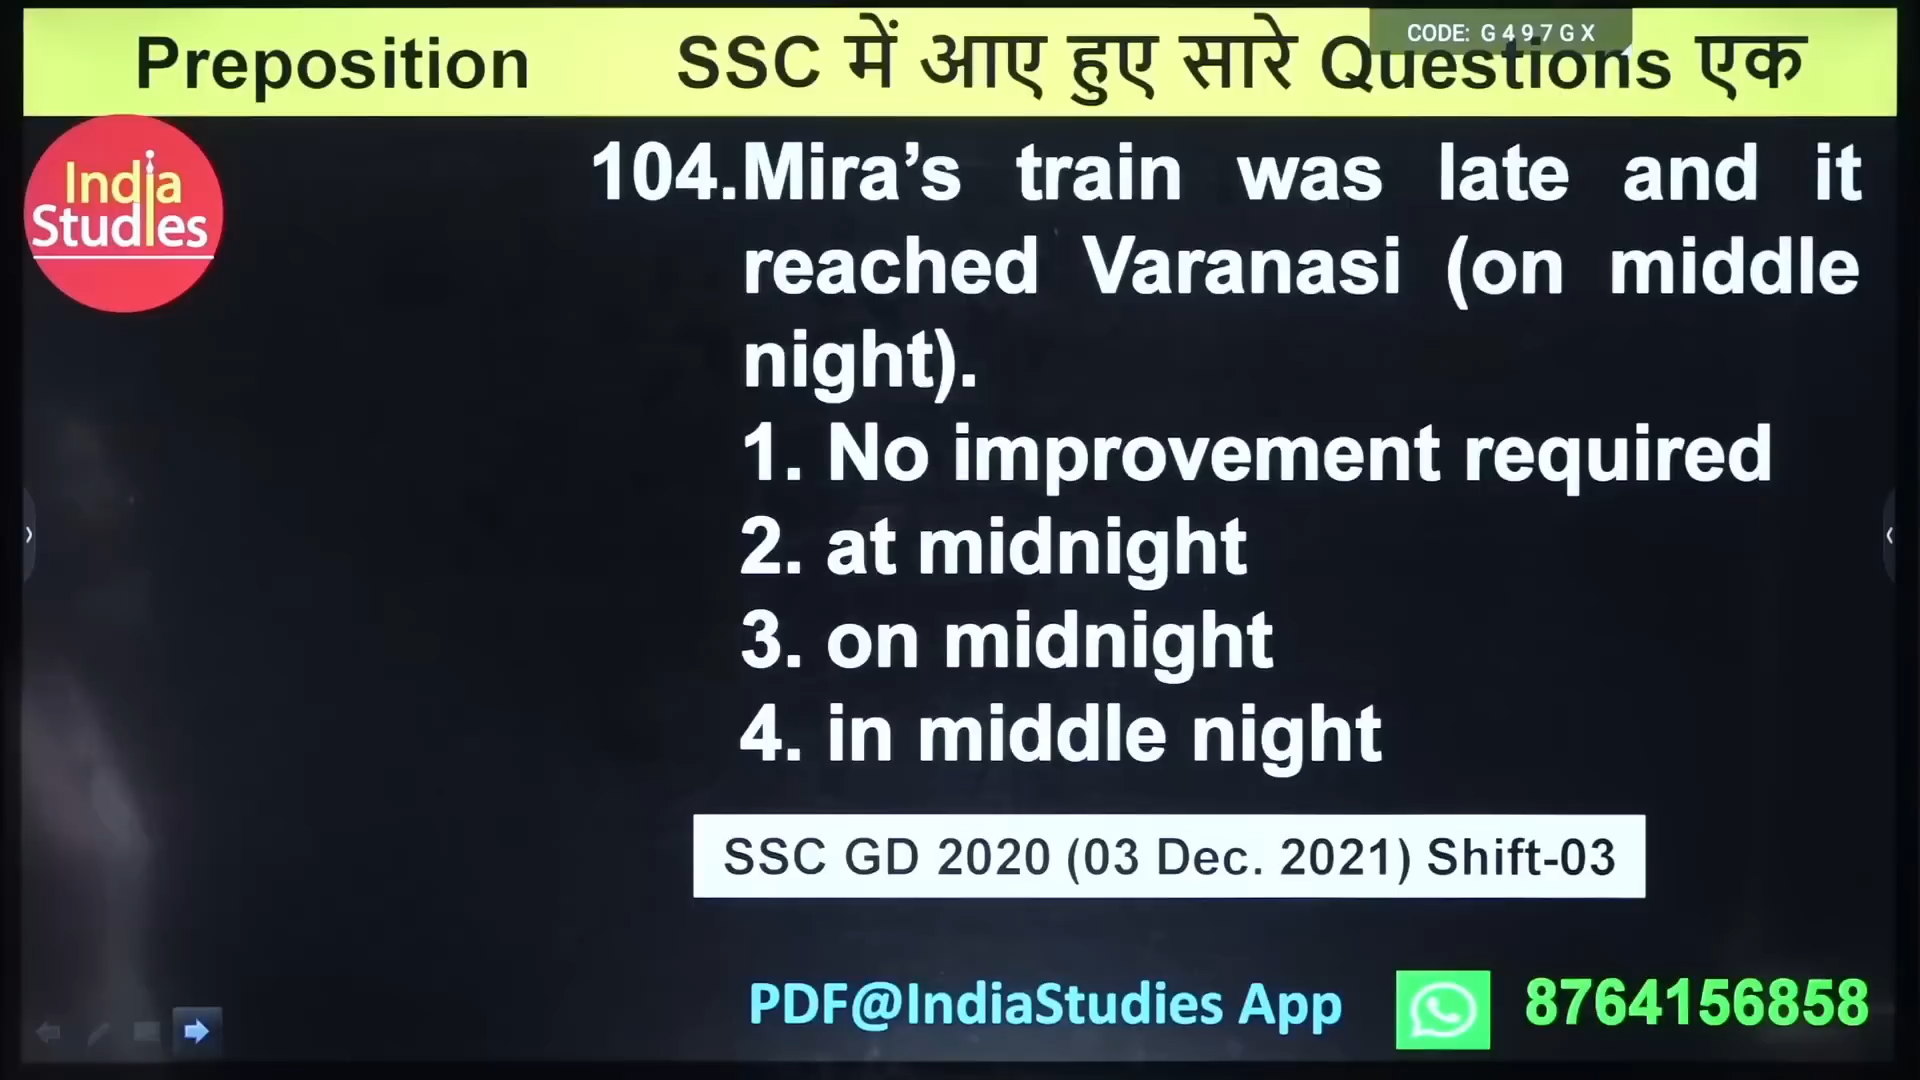 CODE: G 4 9 7 G X
Preposition SSC में आए हुए सारे Questions एक
India
Studies
104.Mira’s train was late and it
reached Varanasi (on middle
night).
1. No improvement required
2. at midnight
3. on midnight
4. in middle night
SSC GD 2020 (03 Dec. 2021) Shift-03
PDF@IndiaStudies App 8764156858